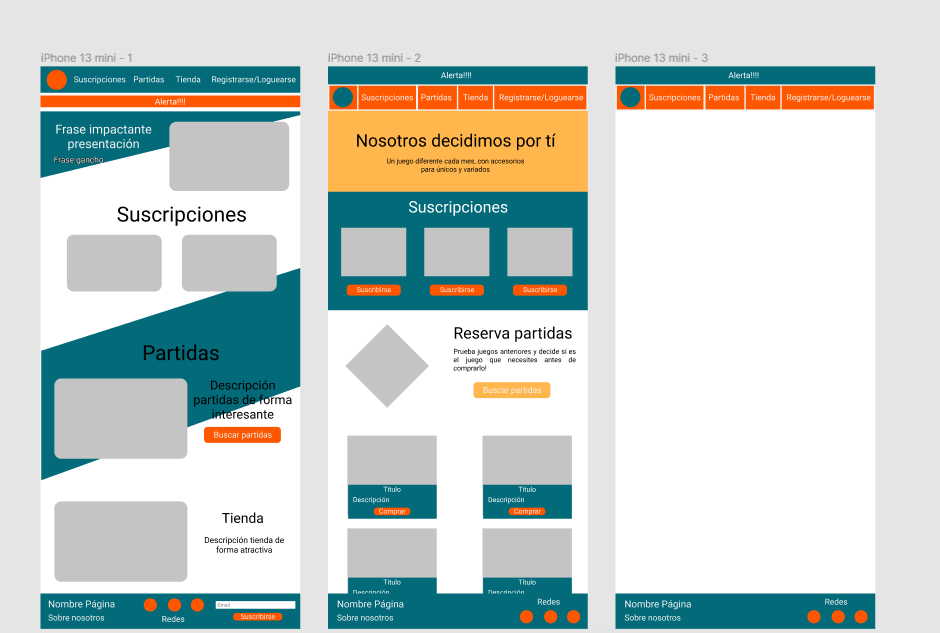 iPhone 13 mini - 1
Suscripciones Partidas Tienda Registrarse/Loguearse
Alerta!!!!
Frase impactante
presentación
Frase gancho
Suscripciones
Partidas
Descripción
partidas de forma
interesante
Buscar partidas
Tienda
Descripción tienda de
forma atractiva
Nombre Página
Sobre nosotros
Redes
Email
Suscribirse
iPhone 13 mini - 2
Alerta!!!!
Suscripciones Partidas Tienda Registrarse/Loguearse
Nosotros decidimos por tí
Un juego diferente cada mes, con accesorios
para únicos y variados
Suscripciones
Suscribirse Suscribirse Suscribirse
Reserva partidas
Prueba juegos anteriores y decide si es
el juego que necesites antes de
comprarlo!
Buscar partidas
Título
Descripción
Comprar
Título
Descripción
Comprar
Título
Descripción
Título
Descripción
Nombre Página
Sobre nosotros
Redes
iPhone 13 mini - 3
Alerta!!!!
Suscripciones Partidas Tienda Registrarse/Loguearse
Nombre Página
Sobre nosotros
Redes